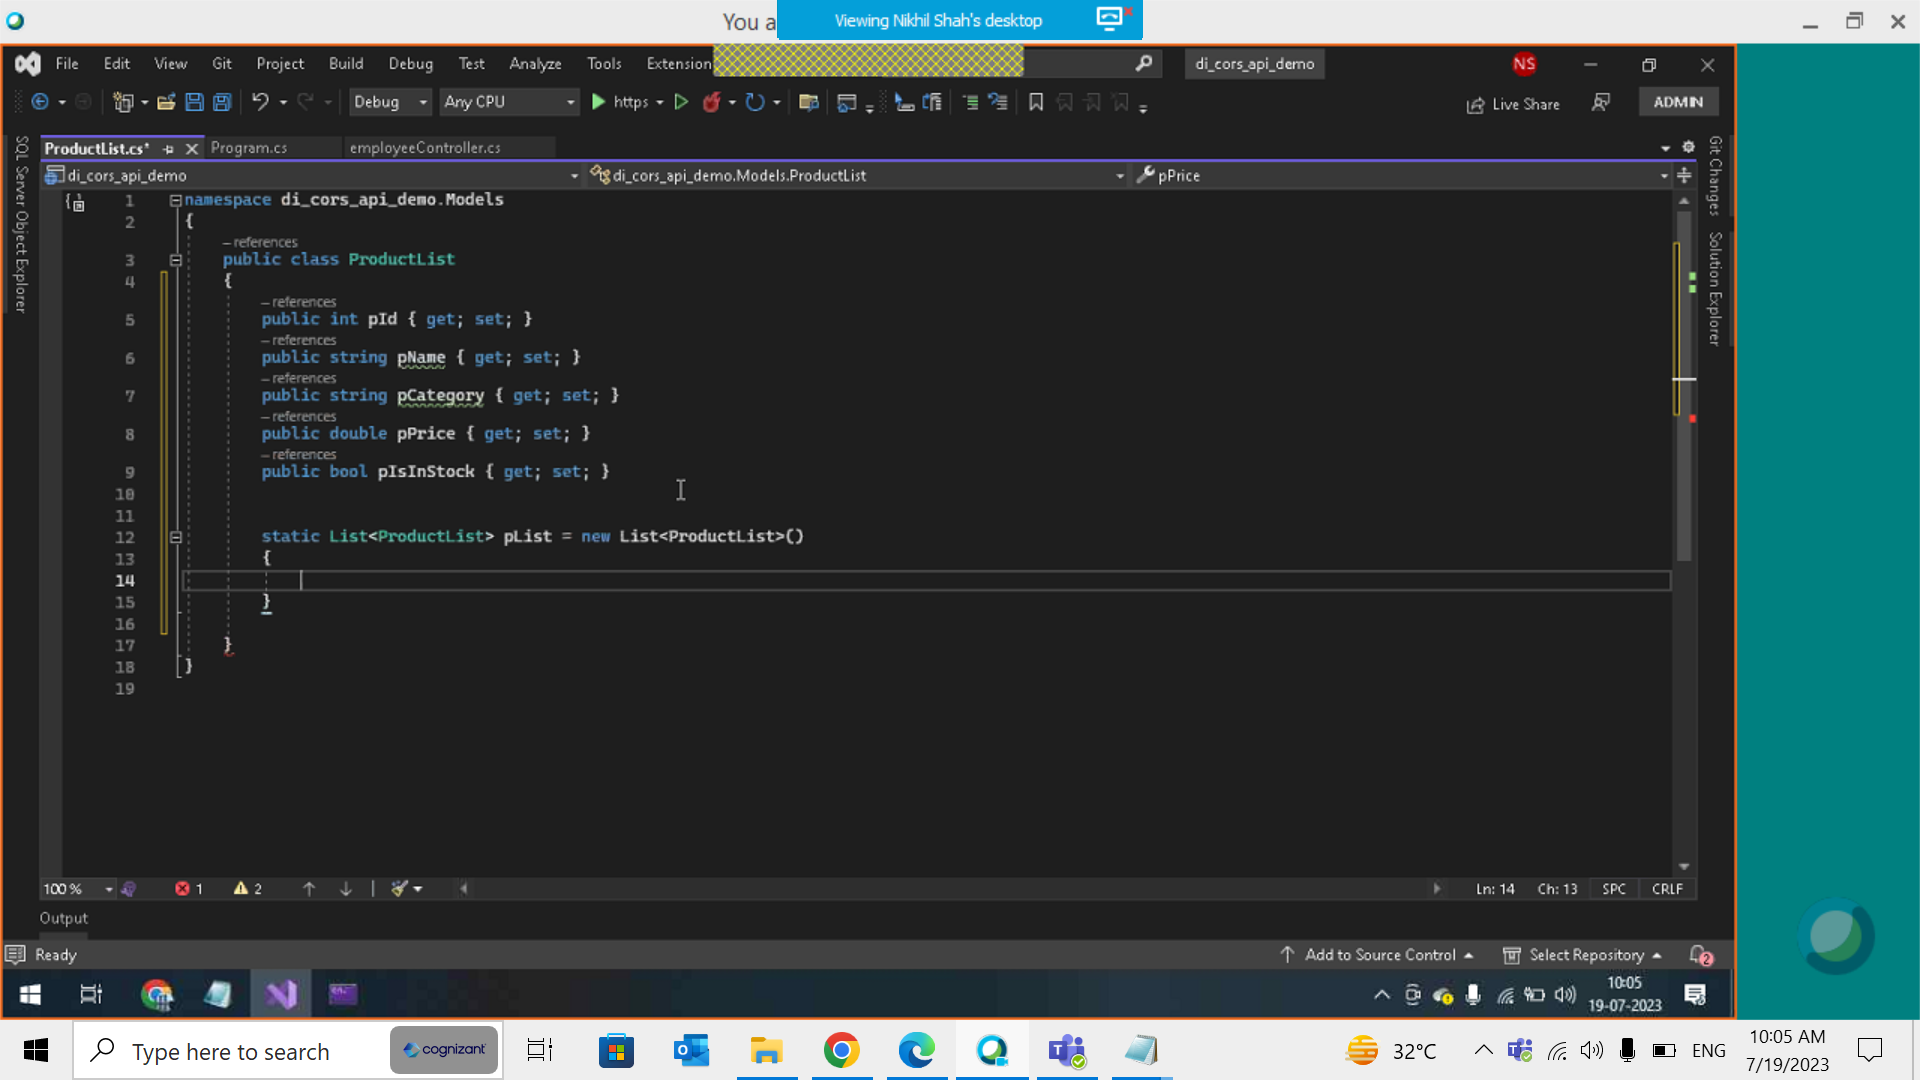 You a
Viewing Nikhil Shah's desktop
File Edit View Git Project Build Debug Test Analyze Tools Extension
di_cors_api_demo
NS
Debug Any CPU https
Live Share
ADMIN
SQL Server Object Explorer
ProductList.cs*
Program.cs
employeeController.cs
Git Changes
Solution Explorer
di_cors_api_demo
di_cors_api_demo.Models.ProductList
pPrice
1 namespace di_cors_api_demo.Models
2 {
– references
3 public class ProductList
4 {
– references
5 public int pId { get; set; }
– references
6 public string pName { get; set; }
– references
7 public string pCategory { get; set; }
– references
8 public double pPrice { get; set; }
– references
9 public bool pIsInStock { get; set; }
10
11
12 static List<ProductList> pList = new List<ProductList>()
13 {
14
15 }
16
17 }
18 }
19
100 % 1 2 Ln: 14 Ch: 13 SPC CRLF
Output
Ready Add to Source Control Select Repository 2
10:05
19-07-2023
Type here to search
cognizant
32°C
ENG
10:05 AM
7/19/2023